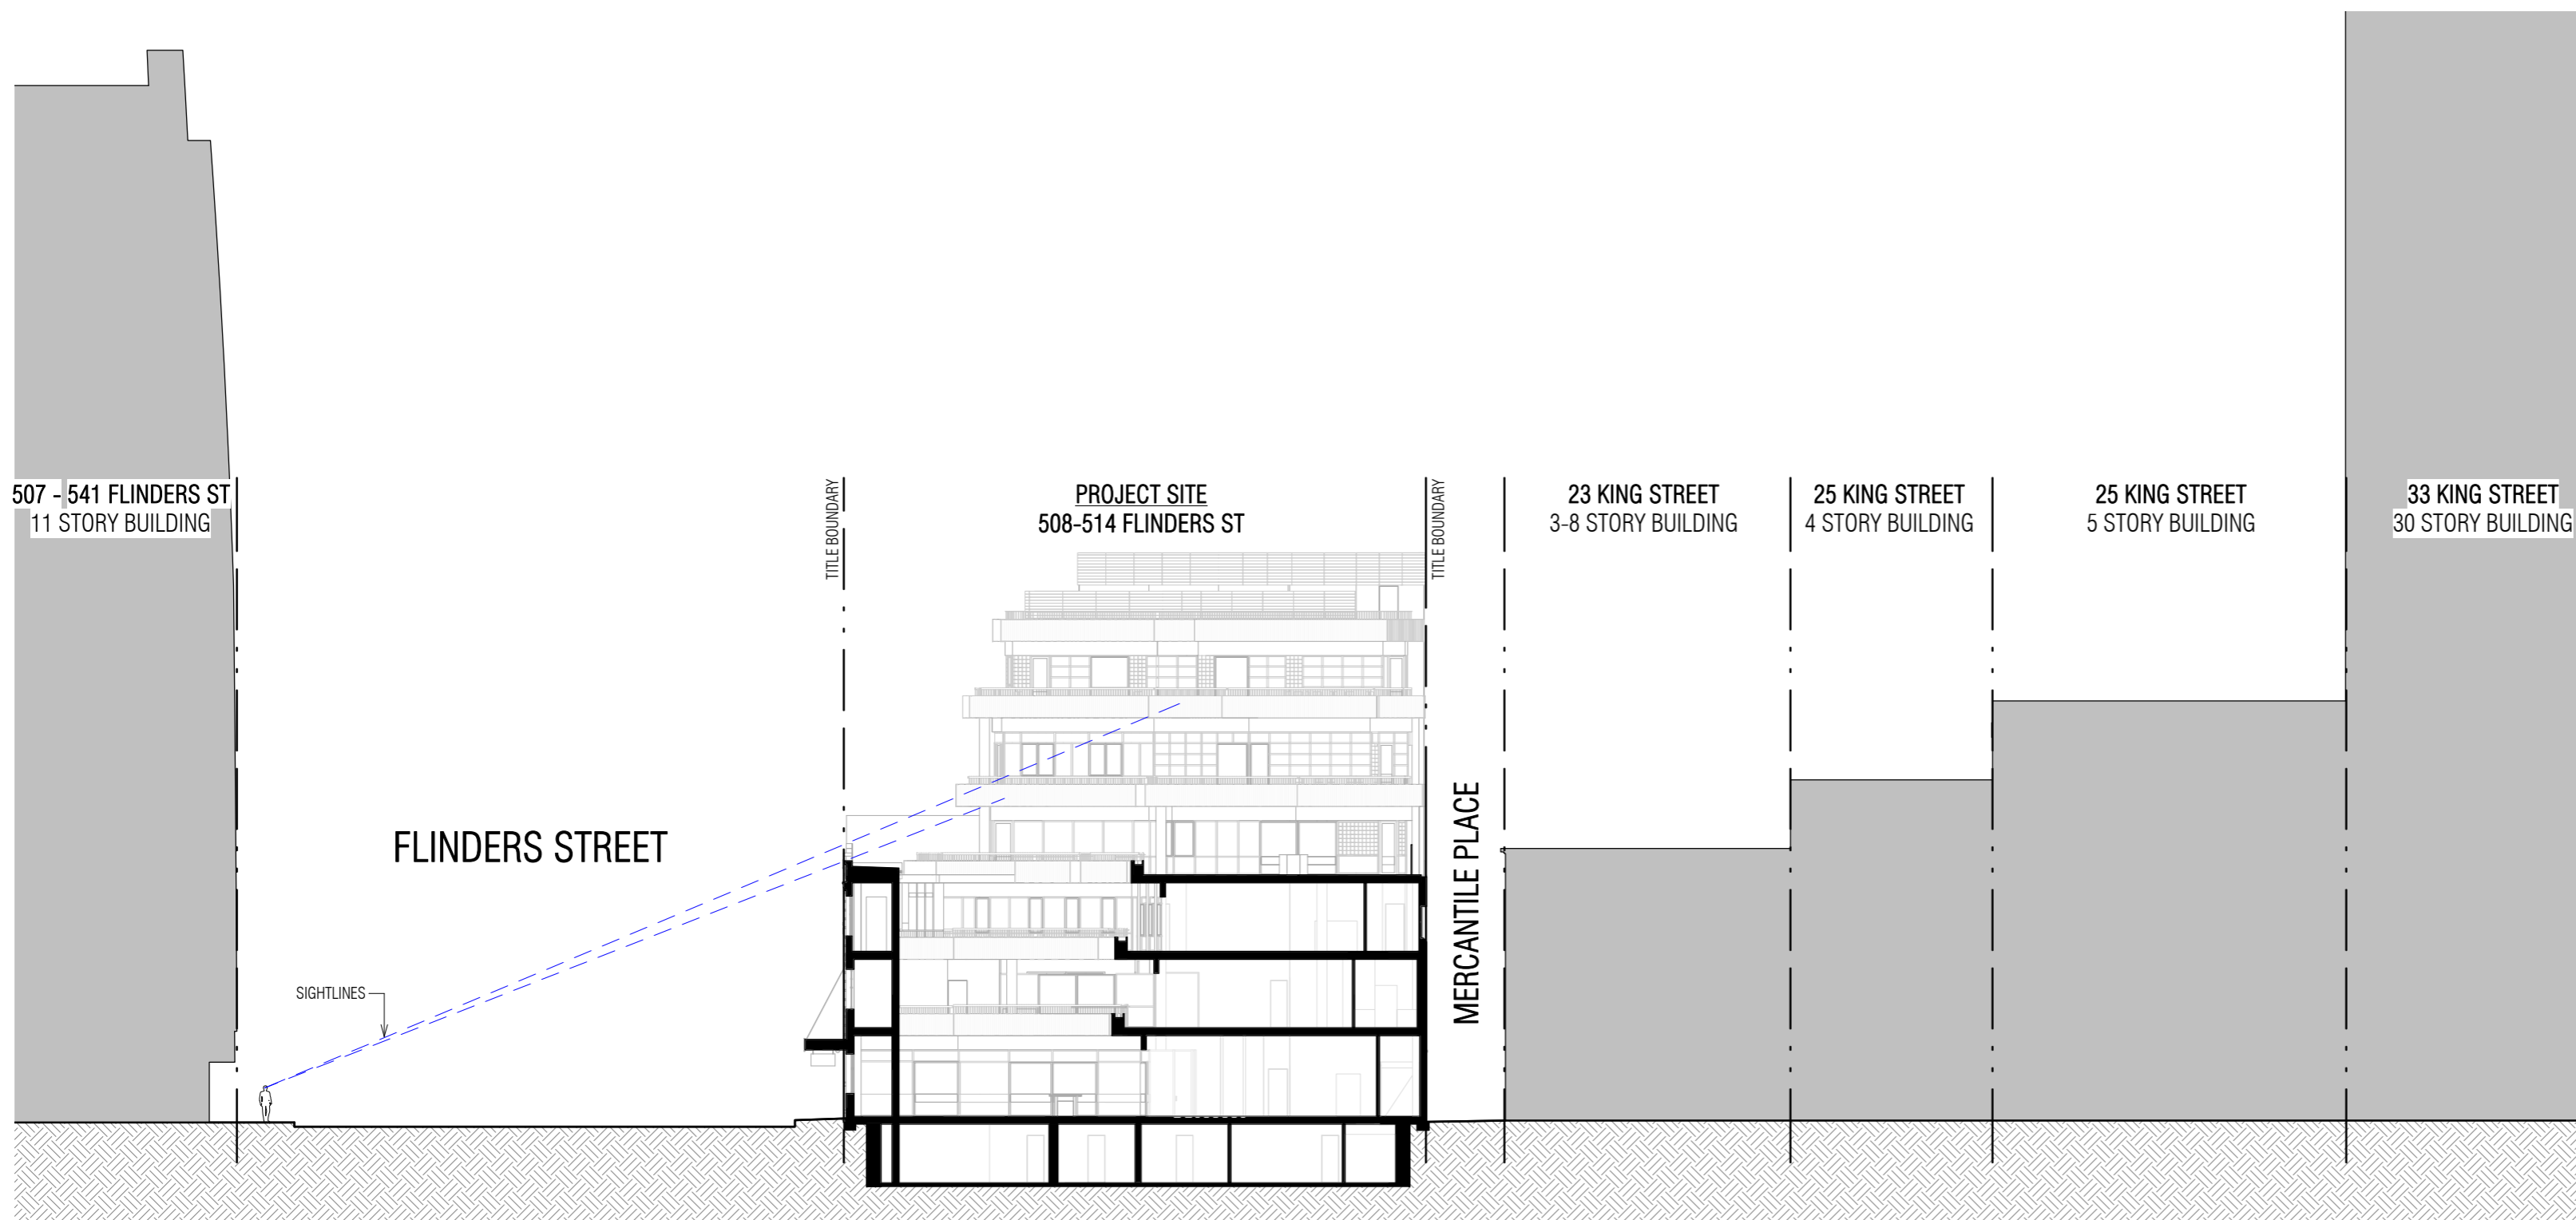 507 - 541 FLINDERS ST
11 STORY BUILDING
TITLE BOUNDARY
PROJECT SITE
508-514 FLINDERS ST
TITLE BOUNDARY
23 KING STREET
3-8 STORY BUILDING
25 KING STREET
4 STORY BUILDING
25 KING STREET
5 STORY BUILDING
33 KING STREET
30 STORY BUILDING
FLINDERS STREET
MERCANTILE PLACE
SIGHTLINES